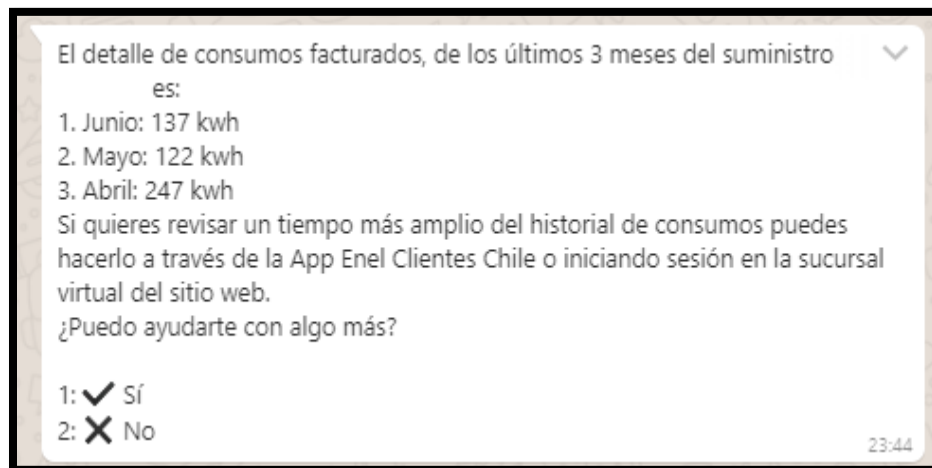 El detalle de consumos facturados, de los últimos 3 meses del suministro
es:
1. Junio: 137 kwh
2. Mayo: 122 kwh
3. Abril: 247 kwh
Si quieres revisar un tiempo más amplio del historial de consumos puedes
hacerlo a través de la App Enel Clientes Chile o iniciando sesión en la sucursal
virtual del sitio web.
¿Puedo ayudarte con algo más?
1: ✔ Sí
2: ✖ No
23:44